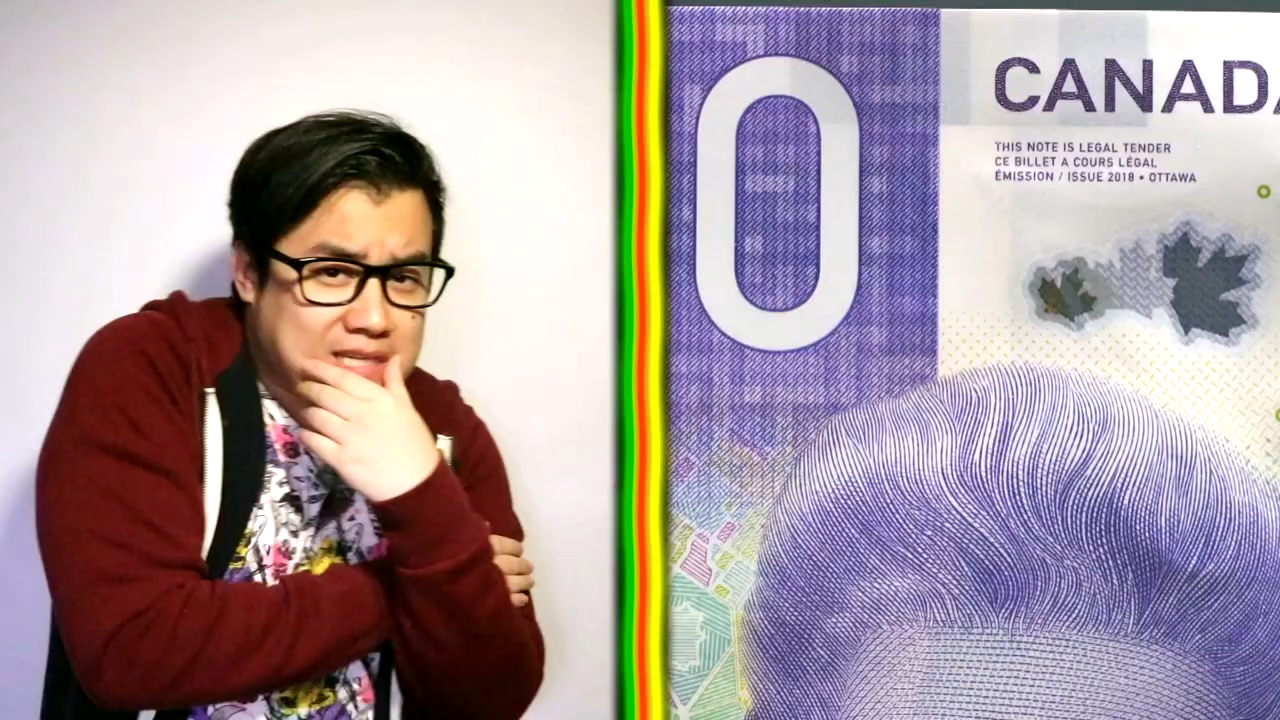 0
CANADA
THIS NOTE IS LEGAL TENDER
CE BILLET A COURS LÉGAL
ÉMISSION / ISSUE 2018 • OTTAWA